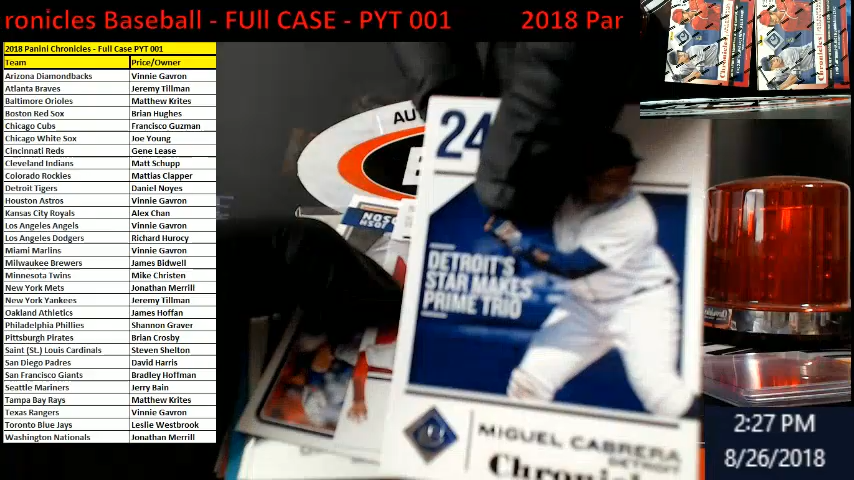 ronicles Baseball - FUll CASE - PYT 001 2018 Par
2018 Panini Chronicles - Full Case PYT 001
Team Price/Owner
Arizona Diamondbacks Vinnie Gavron
Atlanta Braves Jeremy Tillman
Baltimore Orioles Matthew Krites
Boston Red Sox Brian Hughes
Chicago Cubs Francisco Guzman
Chicago White Sox Joe Young
Cincinnati Reds Gene Lease
Cleveland Indians Matt Schupp
Colorado Rockies Mattias Clapper
Detroit Tigers Daniel Noyes
Houston Astros Vinnie Gavron
Kansas City Royals Alex Chan
Los Angeles Angels Vinnie Gavron
Los Angeles Dodgers Richard Hurocy
Miami Marlins Vinnie Gavron
Milwaukee Brewers James Bidwell
Minnesota Twins Mike Christen
New York Mets Jonathan Merrill
New York Yankees Jeremy Tillman
Oakland Athletics James Hoffan
Philadelphia Phillies Shannon Graver
Pittsburgh Pirates Brian Crosby
Saint (St.) Louis Cardinals Steven Shelton
San Diego Padres David Harris
San Francisco Giants Bradley Hoffman
Seattle Mariners Jerry Bain
Tampa Bay Rays Matthew Krites
Texas Rangers Vinnie Gavron
Toronto Blue Jays Leslie Westbrook
Washington Nationals Jonathan Merrill
AU
24
DETROIT'S
STAR MAKES
PRIME TRIO
MIGUEL CABRERA
DETROIT
Chronicl
Chronicles
2:27 PM
8/26/2018